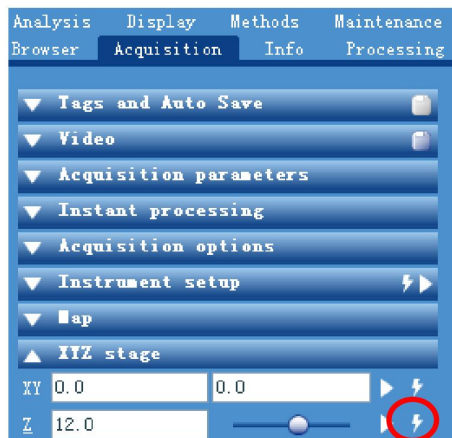 Analysis Display Methods Maintenance
Browser Acquisition Info Processing
Tags and Auto Save
Video
Acquisition parameters
Instant processing
Acquisition options
Instrument setup
Map
XYZ stage
XY 0.0 0.0
Z 12.0